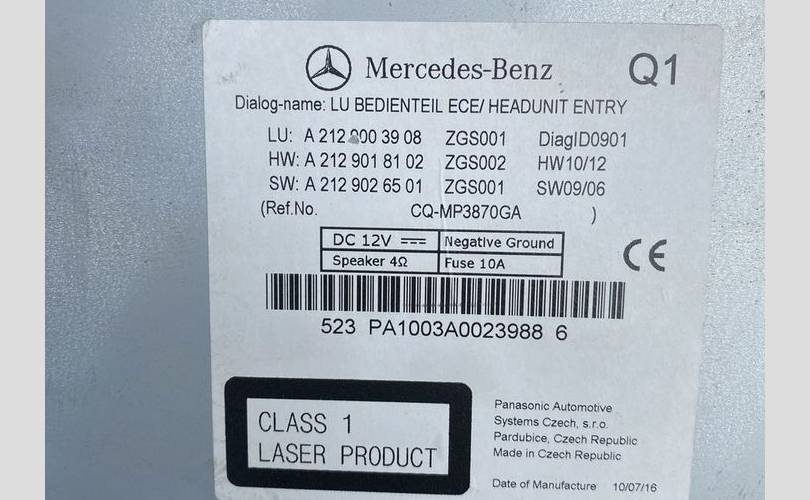 Mercedes-Benz Q1
Dialog-name: LU BEDIENTEIL ECE/ HEADUNIT ENTRY
LU: A 212 900 39 08 ZGS001 DiagID0901
HW: A 212 901 81 02 ZGS002 HW10/12
SW: A 212 902 65 01 ZGS001 SW09/06
(Ref.No. CQ-MP3870GA )
DC 12V Negative Ground
Speaker 4Ω Fuse 10A
CE
523 PA1003A0023988 6
CLASS 1
LASER PRODUCT
Panasonic Automotive
Systems Czech, s.r.o.
Pardubice, Czech Republic
Made in Czech Republic
Date of Manufacture 10/07/16